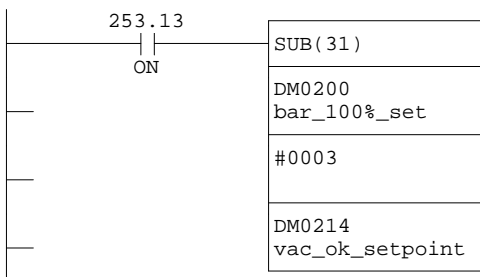 253.13
ON
SUB(31)
DM0200
bar_100%_set
#0003
DM0214
vac_ok_setpoint